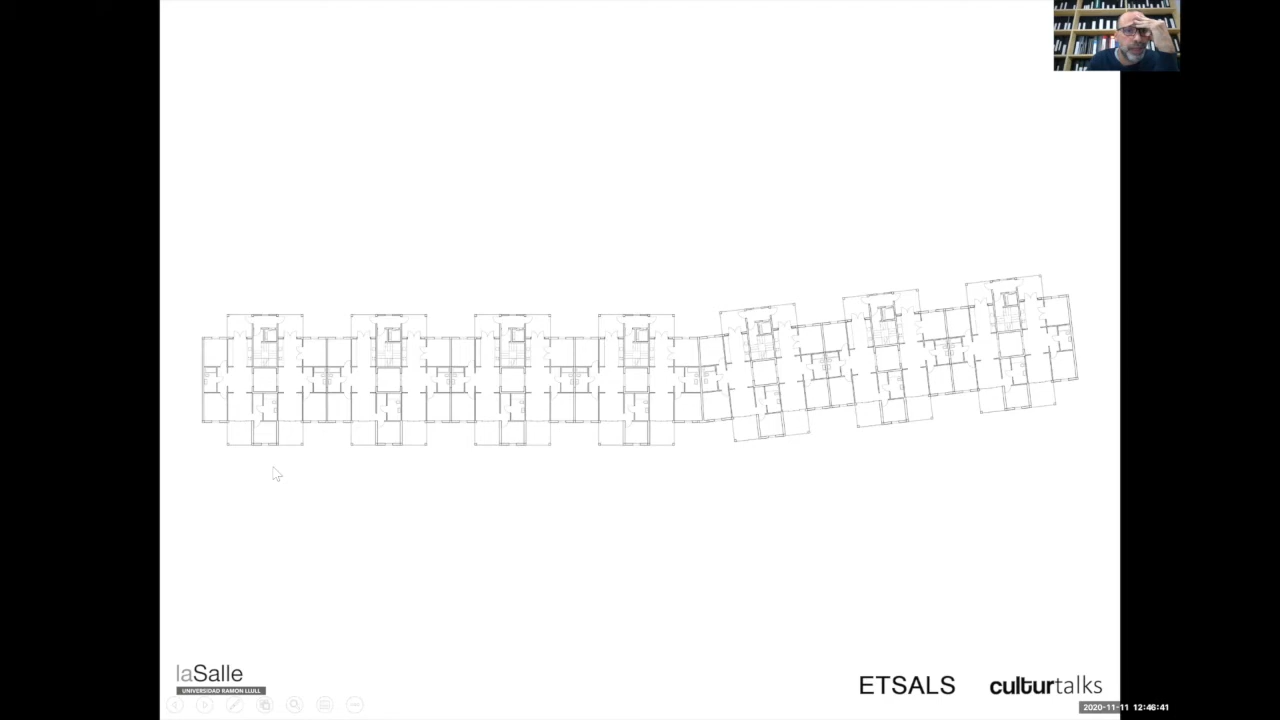 laSalle
UNIVERSIDAD RAMON LLULL
ETSALS
culturtalks
2020-11-11 12:46:41